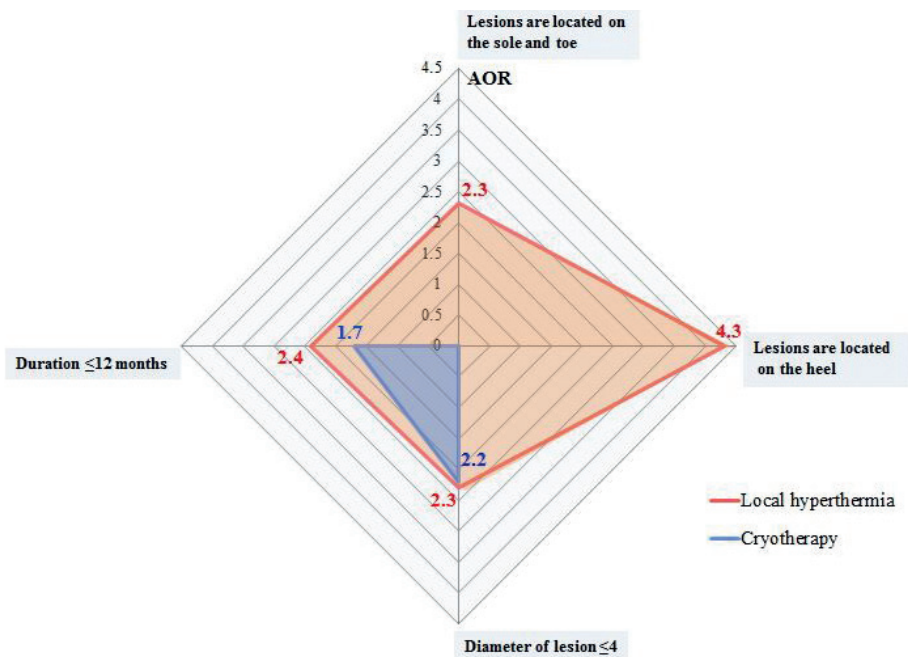 Lesions are located on
the sole and toe
4.5
AOR
4
3.5
3
2.5
2.3
2
1.5
1
0.5
0
1.7
2.4
4.3
Duration ≤12 months
Lesions are located
on the heel
2.2
2.3
Local hyperthermia
Cryotherapy
Diameter of lesion ≤4